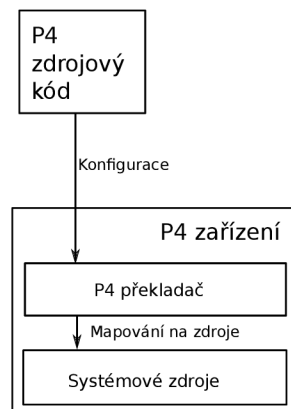 P4
zdrojový
kód
Konfigurace
P4 zařízení
P4 překladač
Mapování na zdroje
Systémové zdroje